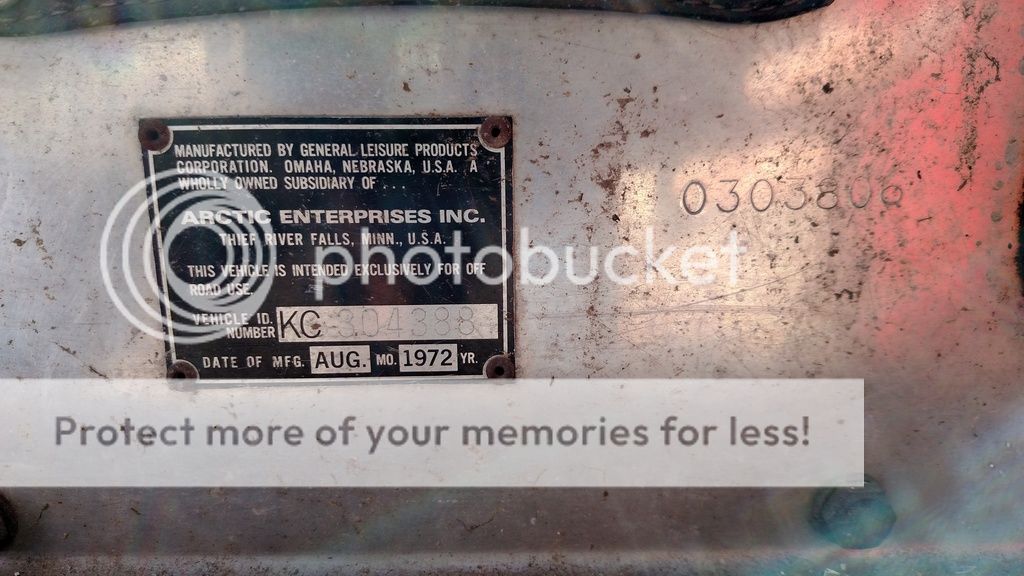 MANUFACTURED BY GENERAL LEISURE PRODUCTS
CORPORATION. OMAHA, NEBRASKA, U.S.A. A
WHOLLY OWNED SUBSIDIARY OF ...
ARCTIC ENTERPRISES INC.
THIEF RIVER FALLS, MINN., U.S.A.
THIS VEHICLE IS INTENDED EXCLUSIVELY FOR OFF
ROAD USE.
VEHICLE ID.
NUMBER KC 304388
DATE OF MFG. AUG. MO. 1972 YR.
0303806
photobucket
Protect more of your memories for less!